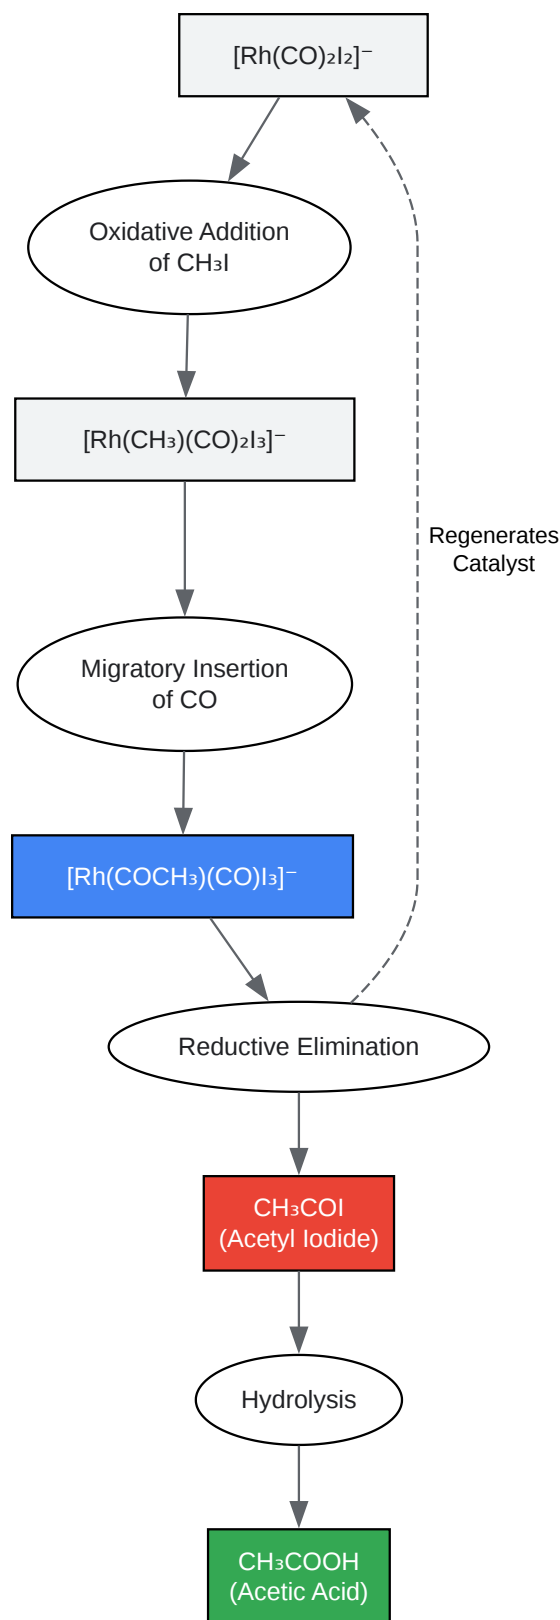 [Rh(CO)₂I₂]⁻
Oxidative Addition
of CH₃I
[Rh(CH₃)(CO)₂I₃]⁻
Regenerates
Catalyst
Migratory Insertion
of CO
[Rh(COCH₃)(CO)I₃]⁻
Reductive Elimination
CH₃COI
(Acetyl Iodide)
Hydrolysis
CH₃COOH
(Acetic Acid)